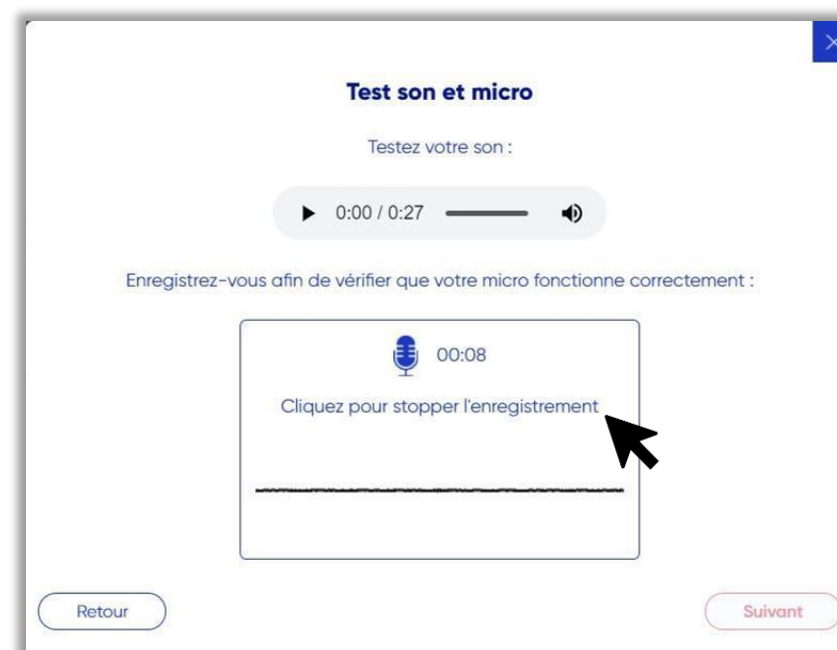 Test son et micro
Testez votre son :
0:00 / 0:27
Enregistrez-vous afin de vérifier que votre micro fonctionne correctement :
00:08
Cliquez pour stopper l'enregistrement
Retour
Suivant